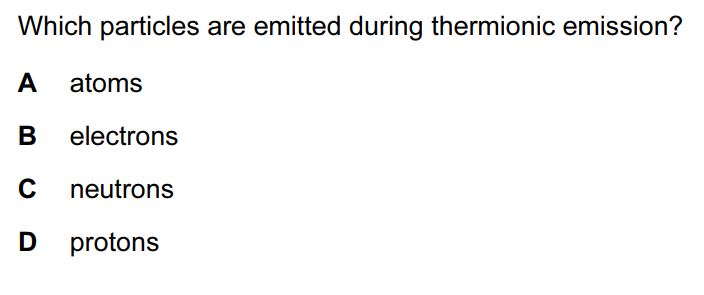 Which particles are emitted during thermionic emission?
A atoms
B electrons
C neutrons
D protons